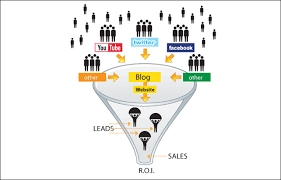 twitter
YouTube
facebook
other
Blog
other
Website
LEADS
SALES
R.O.I.